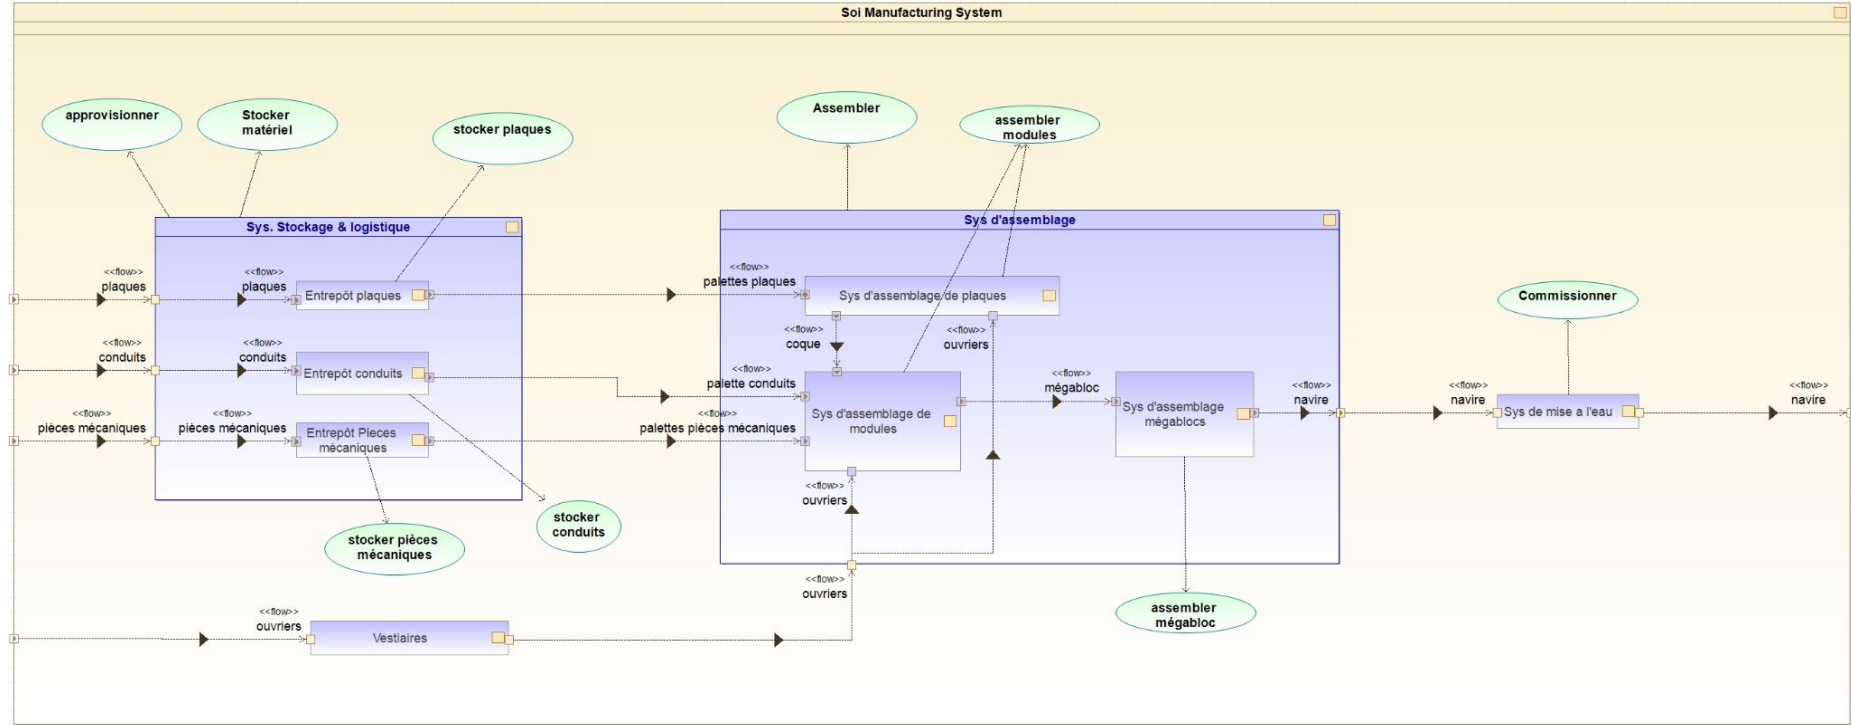 Soi Manufacturing System
approvisionner
Stocker
matériel
stocker plaques
Assembler
assembler
modules
Sys. Stockage & logistique
Sys d'assemblage
<<flow>>
plaques
<<flow>>
plaques
Entrepôt plaques
<<flow>>
palettes plaques
Sys d'assemblage de plaques
Commissionner
<<flow>>
conduits
<<flow>>
conduits
Entrepôt conduits
<<flow>>
coque
<<flow>>
ouvriers
<<flow>>
palette conduits
<<flow>>
mégabloc
<<flow>>
navire
<<flow>>
navire
<<flow>>
navire
Sys d'assemblage de
modules
Sys d'assemblage
mégablocs
Sys de mise a l'eau
<<flow>>
pièces mécaniques
<<flow>>
pièces mécaniques
Entrepôt Pieces
mécaniques
<<flow>>
palettes pièces mécaniques
<<flow>>
ouvriers
stocker
conduits
stocker pièces
mécaniques
<<flow>>
ouvriers
assembler
mégabloc
<<flow>>
ouvriers
Vestiaires